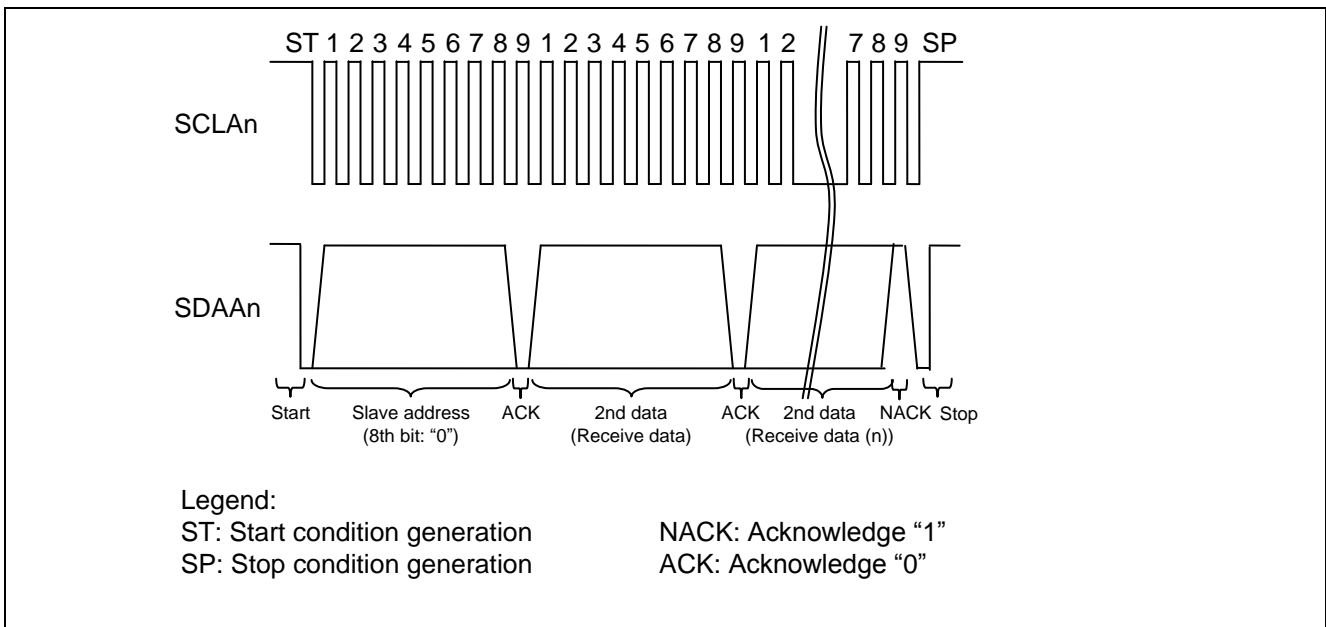 ST 1 2 3 4 5 6 7 8 9 1 2 3 4 5 6 7 8 9 1 2 7 8 9 SP
SCLAn
SDAAn
Start Slave address ACK 2nd data ACK 2nd data NACK Stop
(8th bit: “0”) (Receive data) (Receive data (n))
Legend:
ST: Start condition generation NACK: Acknowledge “1”
SP: Stop condition generation ACK: Acknowledge “0”